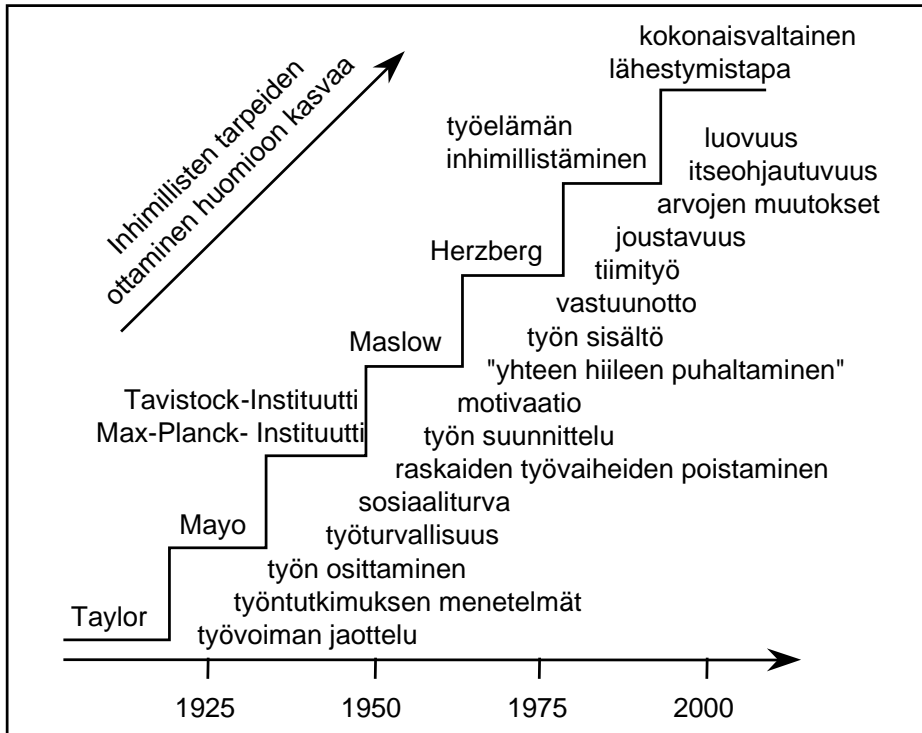 kokonaisvaltainen
lähestymistapa
Inhimillisten tarpeiden
ottaminen huomioon kasvaa
työelämän
inhimillistäminen
luovuus
itseohjautuvuus
arvojen muutokset
Herzberg
joustavuus
tiimityö
vastuunotto
Maslow
työn sisältö
"yhteen hiileen puhaltaminen"
Tavistock-Instituutti
Max-Planck- Instituutti
motivaatio
työn suunnittelu
raskaiden työvaiheiden poistaminen
sosiaaliturva
Mayo
työturvallisuus
työn osittaminen
työntutkimuksen menetelmät
Taylor
työvoiman jaottelu
1925
1950
1975
2000